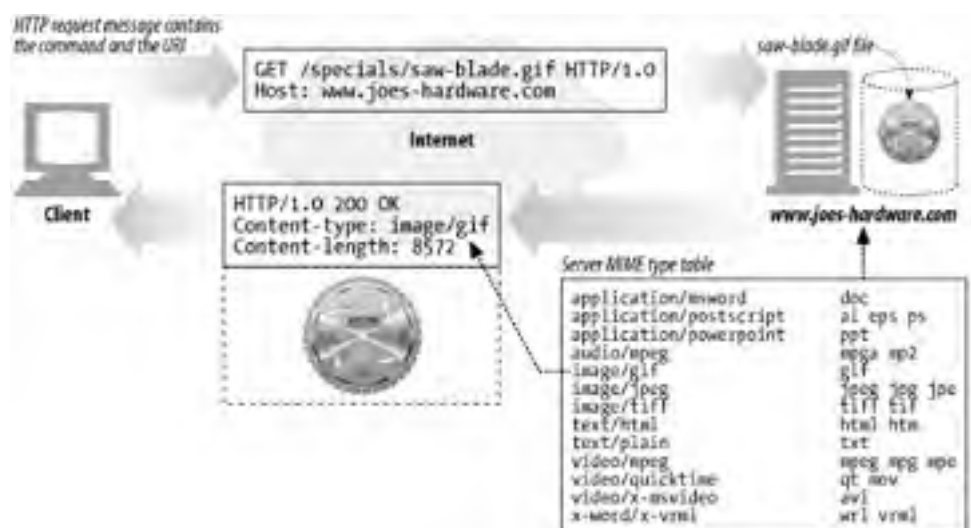 HTTP request message contains
the command and the URI
GET /specials/saw-blade.gif HTTP/1.0
Host: www.joes-hardware.com
saw-blade.gif file
Internet
Client
HTTP/1.0 200 OK
Content-type: image/gif
Content-length: 8572
www.joes-hardware.com
Server MIME type table
application/msword doc
application/postscript ai eps ps
application/powerpoint ppt
audio/mpeg mpga mp2
image/gif gif
image/jpeg jpeg jpg jpe
image/tiff tiff tif
text/html html htm
text/plain txt
video/mpeg mpeg mpg mpe
video/quicktime qt mov
video/x-msvideo avi
x-word/x-vrml wrl vrml